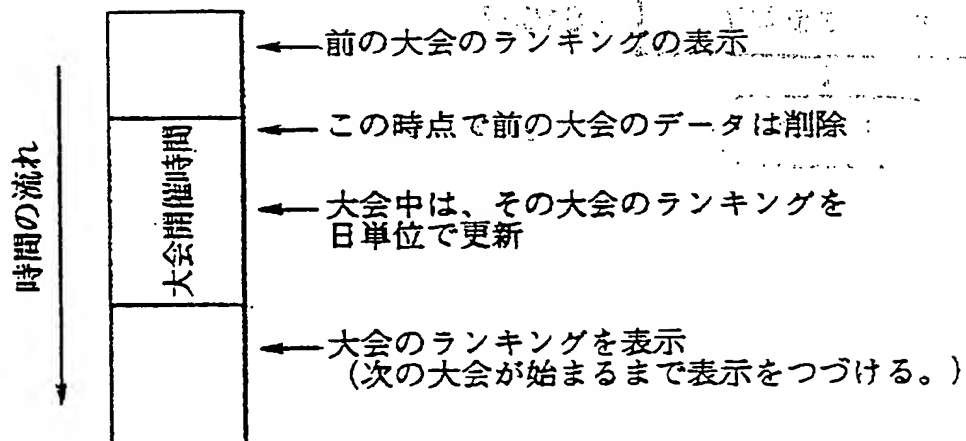 前の大会のランキングの表示
この時点で前の大会のデータは削除
大会中は、その大会のランキングを
日単位で更新
大会のランキングを表示
(次の大会が始まるまで表示をつづける。)
時間の流れ
大会開催時間